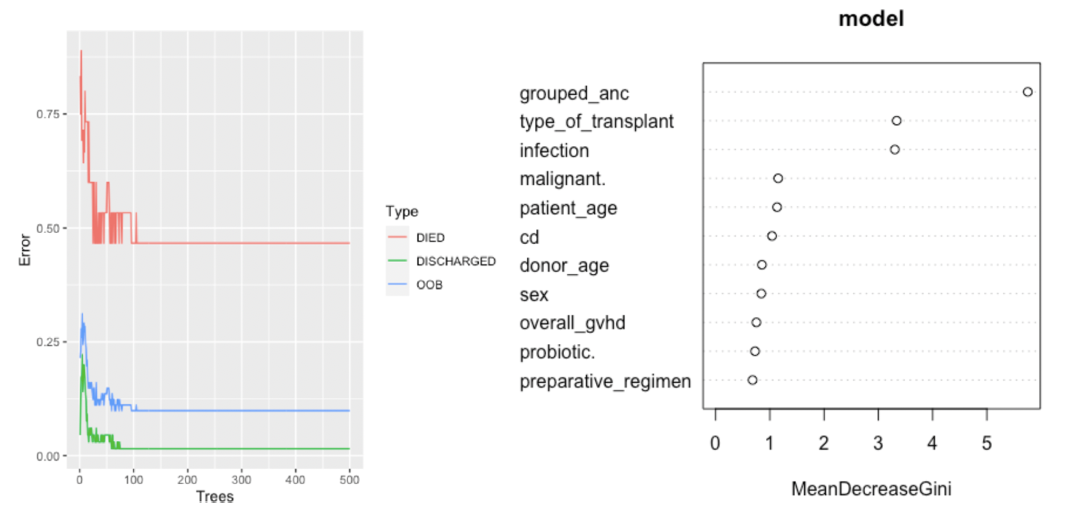 Error
0.75
0.50
0.25
0.00
0 100 200 300 400 500
Trees
Type
DIED
DISCHARGED
OOB
model
grouped_anc
type_of_transplant
infection
malignant.
patient_age
cd
donor_age
sex
overall_gvhd
probiotic.
preparative_regimen
0 1 2 3 4 5
MeanDecreaseGini